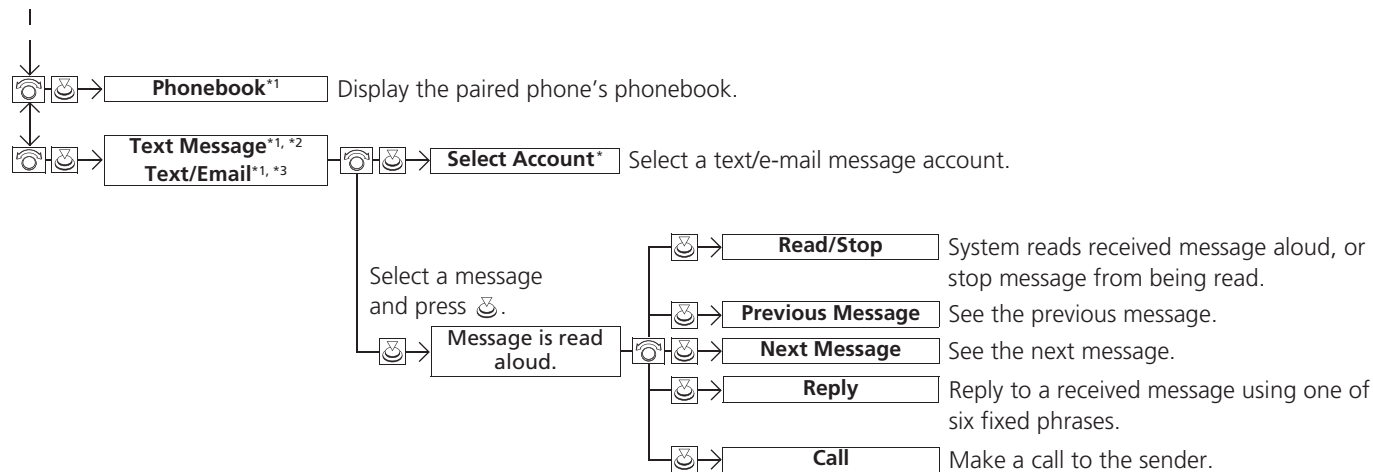 Phonebook*1 Display the paired phone’s phonebook.
Text Message*1, *2
Text/Email*1, *3
Select Account* Select a text/e-mail message account.
Select a message
and press .
Message is read
aloud.
Read/Stop System reads received message aloud, or
stop message from being read.
Previous Message See the previous message.
Next Message See the next message.
Reply Reply to a received message using one of
six fixed phrases.
Call Make a call to the sender.